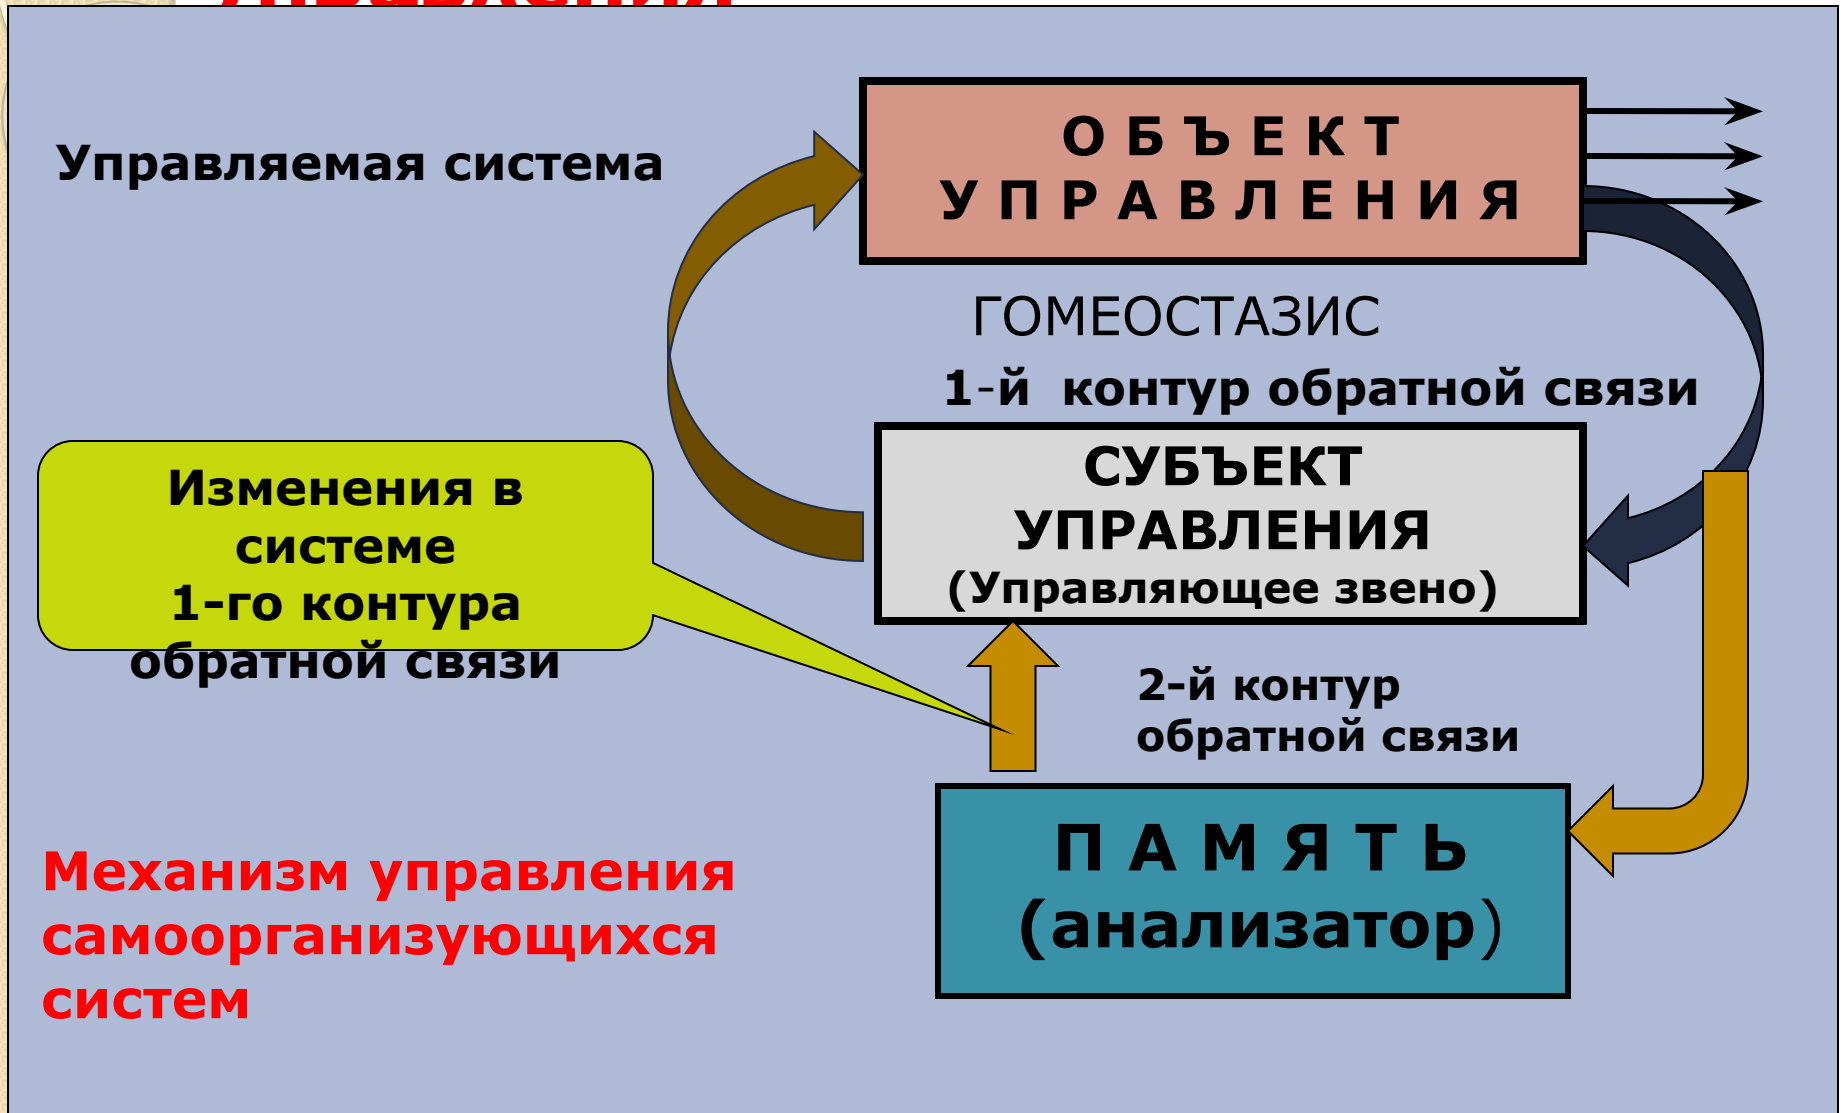 Управляемая система
О Б Ъ Е К Т
У П Р А В Л Е Н И Я
ГОМЕОСТАЗИС
1-й контур обратной связи
СУБЪЕКТ
УПРАВЛЕНИЯ
(Управляющее звено)
Изменения в
системе
1-го контура
обратной связи
2-й контур
обратной связи
П А М Я Т Ь
(анализатор)
Механизм управления
самоорганизующихся
систем